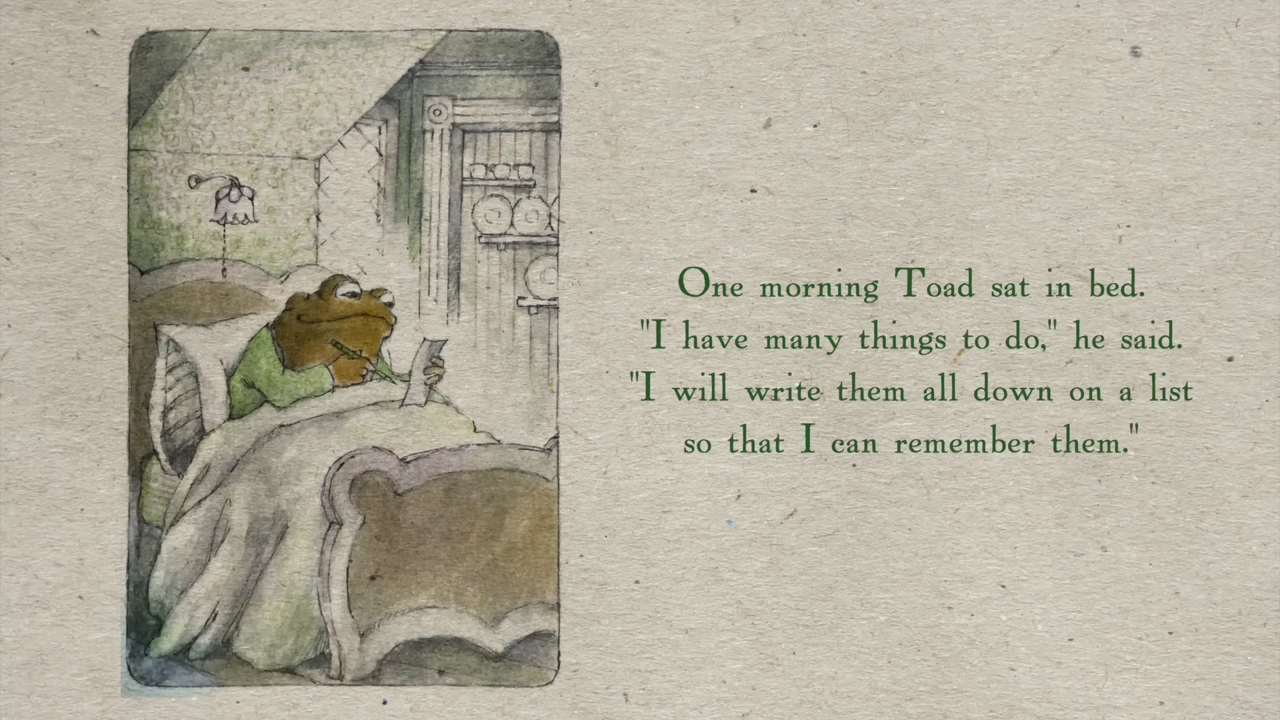 One morning Toad sat in bed.
"I have many things to do," he said.
"I will write them all down on a list
so that I can remember them."